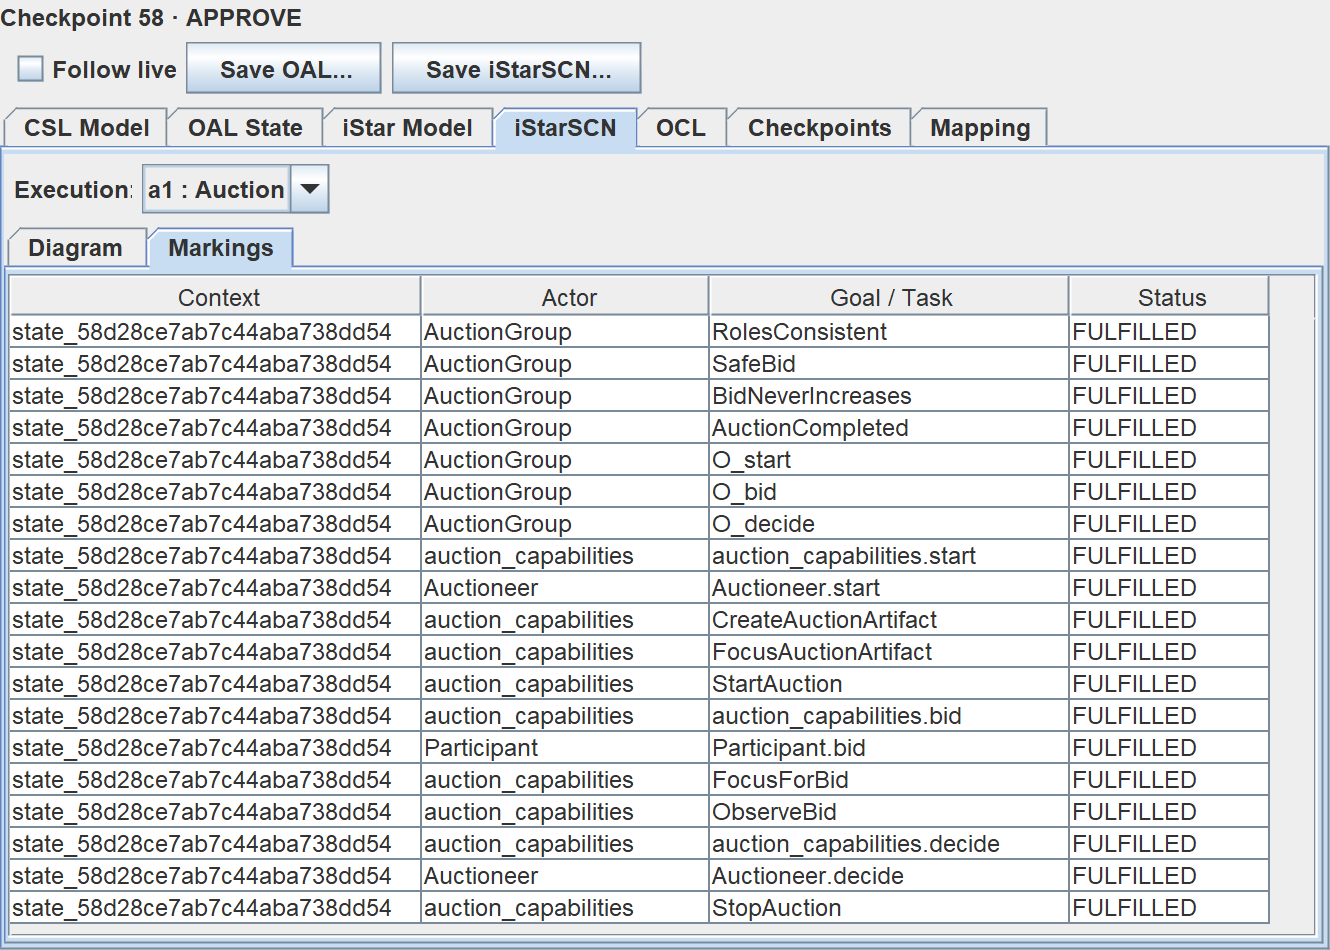 Checkpoint 58 · APPROVE
Follow live Save OAL... Save iStarSCN...
CSL Model OAL State iStar Model iStarSCN OCL Checkpoints Mapping
Execution: a1 : Auction
Diagram Markings
Context Actor Goal / Task Status
state_58d28ce7ab7c44aba738dd54 AuctionGroup RolesConsistent FULFILLED
state_58d28ce7ab7c44aba738dd54 AuctionGroup SafeBid FULFILLED
state_58d28ce7ab7c44aba738dd54 AuctionGroup BidNeverIncreases FULFILLED
state_58d28ce7ab7c44aba738dd54 AuctionGroup AuctionCompleted FULFILLED
state_58d28ce7ab7c44aba738dd54 AuctionGroup O_start FULFILLED
state_58d28ce7ab7c44aba738dd54 AuctionGroup O_bid FULFILLED
state_58d28ce7ab7c44aba738dd54 AuctionGroup O_decide FULFILLED
state_58d28ce7ab7c44aba738dd54 auction_capabilities auction_capabilities.start FULFILLED
state_58d28ce7ab7c44aba738dd54 Auctioneer Auctioneer.start FULFILLED
state_58d28ce7ab7c44aba738dd54 auction_capabilities CreateAuctionArtifact FULFILLED
state_58d28ce7ab7c44aba738dd54 auction_capabilities FocusAuctionArtifact FULFILLED
state_58d28ce7ab7c44aba738dd54 auction_capabilities StartAuction FULFILLED
state_58d28ce7ab7c44aba738dd54 auction_capabilities auction_capabilities.bid FULFILLED
state_58d28ce7ab7c44aba738dd54 Participant Participant.bid FULFILLED
state_58d28ce7ab7c44aba738dd54 auction_capabilities FocusForBid FULFILLED
state_58d28ce7ab7c44aba738dd54 auction_capabilities ObserveBid FULFILLED
state_58d28ce7ab7c44aba738dd54 auction_capabilities auction_capabilities.decide FULFILLED
state_58d28ce7ab7c44aba738dd54 Auctioneer Auctioneer.decide FULFILLED
state_58d28ce7ab7c44aba738dd54 auction_capabilities StopAuction FULFILLED